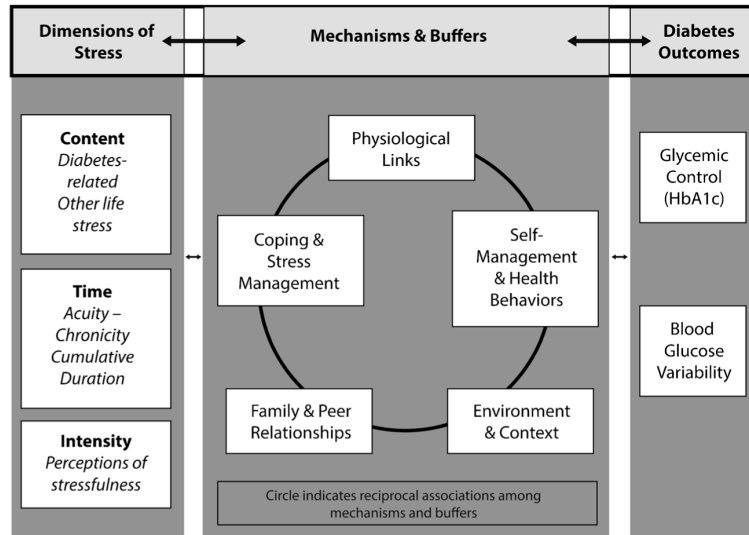 Dimensions of
Stress
Mechanisms & Buffers
Diabetes
Outcomes
Content
Diabetes-
related
Other life
stress
Time
Acuity –
Chronicity
Cumulative
Duration
Intensity
Perceptions of
stressfulness
Physiological
Links
Coping &
Stress
Management
Self-
Management
& Health
Behaviors
Family & Peer
Relationships
Environment
& Context
Circle indicates reciprocal associations among
mechanisms and buffers
Glycemic
Control
(HbA1c)
Blood
Glucose
Variability